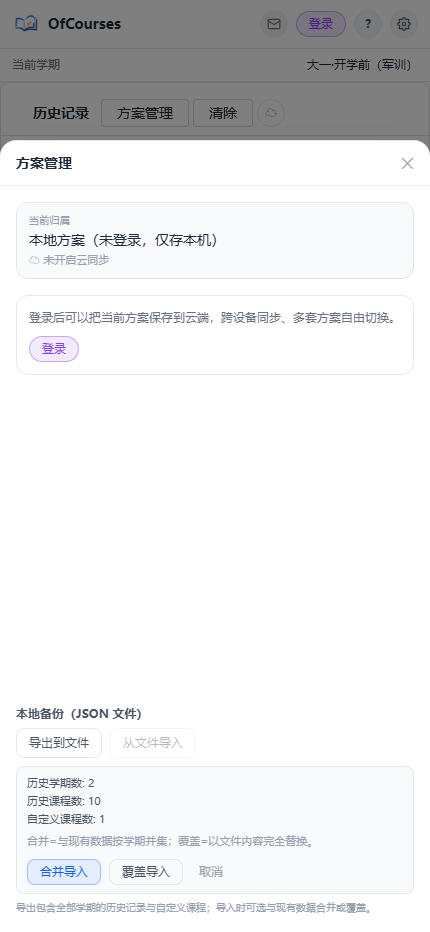 OfCourses
登录
?
当前学期
大一·开学前（军训）
历史记录
方案管理
清除
方案管理
当前归属
本地方案（未登录，仅存本机）
未开启云同步
登录后可以把当前方案保存到云端，跨设备同步、多套方案自由切换。
登录
本地备份（JSON 文件）
导出到文件
从文件导入
历史学期数: 2
历史课程数: 10
自定义课程数: 1
合并=与现有数据按学期并集；覆盖=以文件内容完全替换。
合并导入
覆盖导入
取消
导出包含全部学期的历史记录与自定义课程；导入时可选与现有数据合并或覆盖。